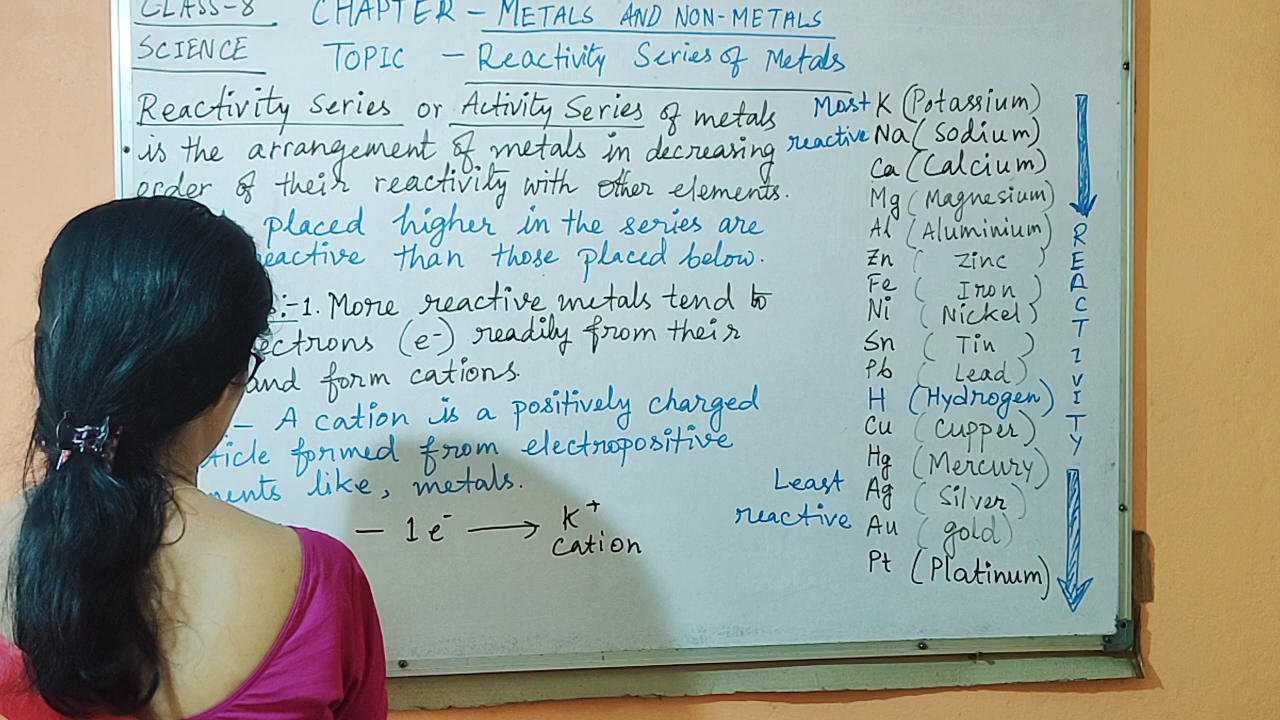 CLASS-8
CHAPTER - METALS AND NON-METALS
SCIENCE
TOPIC - Reactivity Series of Metals
Reactivity Series or Activity Series of metals
is the arrangement of metals in decreasing
order of their reactivity with other elements.
placed higher in the series are
eactive than those placed below.
:-1. More reactive metals tend to
ectrons (e-) readily from their
and form cations.
- A cation is a positively charged
ticle formed from electropositive
ments like, metals.
- 1 e- ⟶ K+
cation
Most K (Potassium)
reactive Na (Sodium)
Ca (Calcium)
Mg (Magnesium)
Al (Aluminium)
Zn (Zinc)
Fe (Iron)
Ni (Nickel)
Sn (Tin)
Pb (Lead)
H (Hydrogen)
Cu (Cupper)
Hg (Mercury)
Least Ag (Silver)
reactive Au (gold)
Pt (Platinum)
REACTIVITY